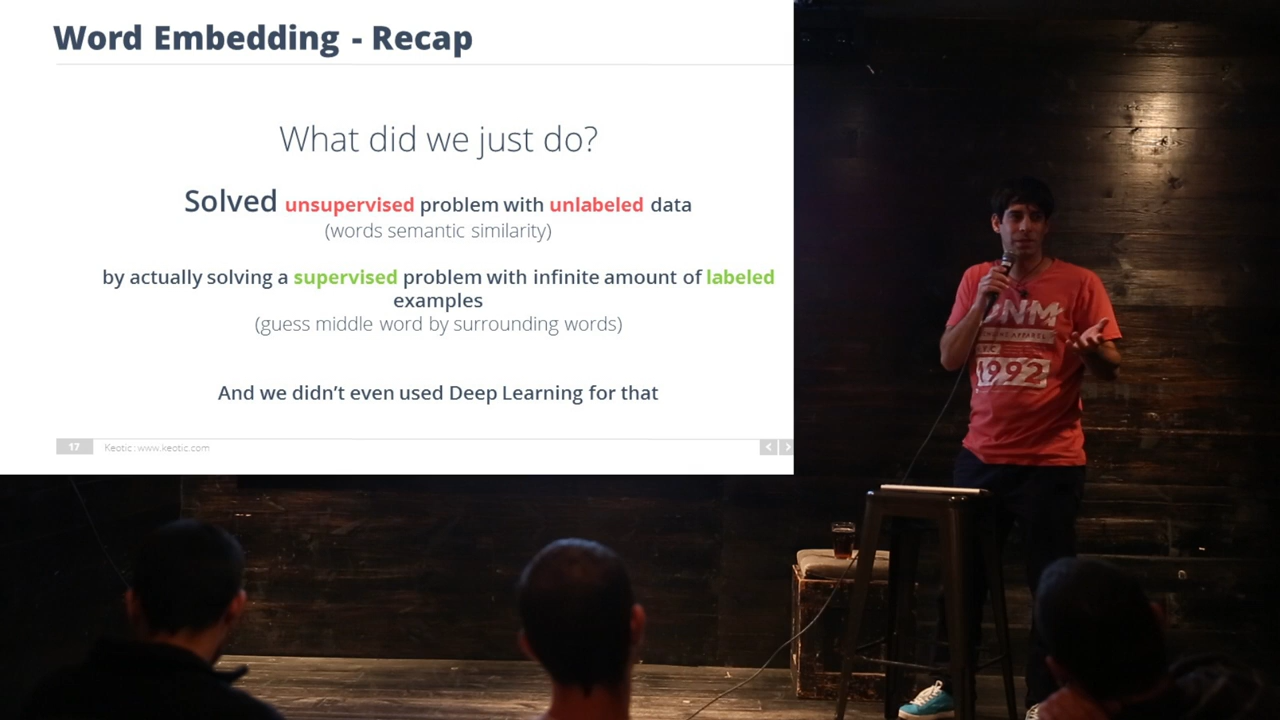 Word Embedding - Recap
What did we just do?
Solved unsupervised problem with unlabeled data
(words semantic similarity)
by actually solving a supervised problem with infinite amount of labeled
examples
(guess middle word by surrounding words)
And we didn't even used Deep Learning for that
17 Keotic : www.keotic.com
1992